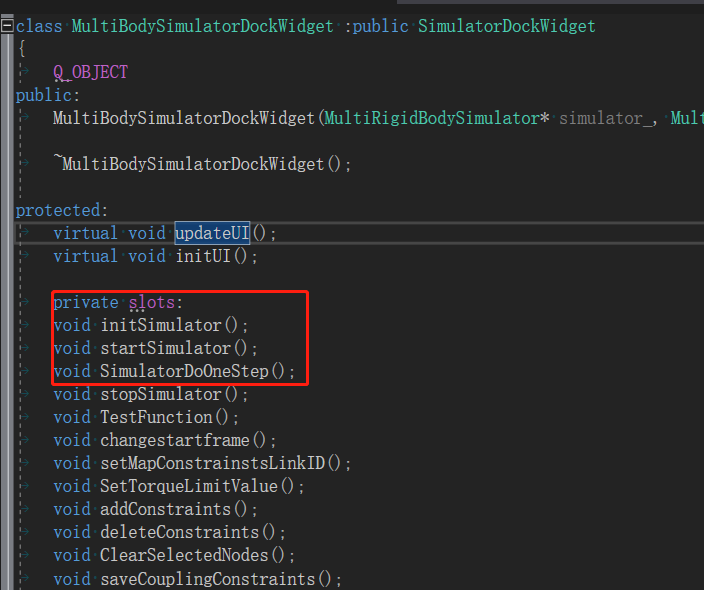 class MultiBodySimulatorDockWidget :public SimulatorDockWidget
{
Q_OBJECT
public:
MultiBodySimulatorDockWidget(MultiRigidBodySimulator* simulator_, Mult
~MultiBodySimulatorDockWidget();
protected:
virtual void updateUI();
virtual void initUI();
private slots:
void initSimulator();
void startSimulator();
void SimulatorDoOneStep();
void stopSimulator();
void TestFunction();
void changestartframe();
void setMapConstrainstsLinkID();
void SetTorqueLimitValue();
void addConstraints();
void deleteConstraints();
void ClearSelectedNodes();
void saveCouplingConstraints();